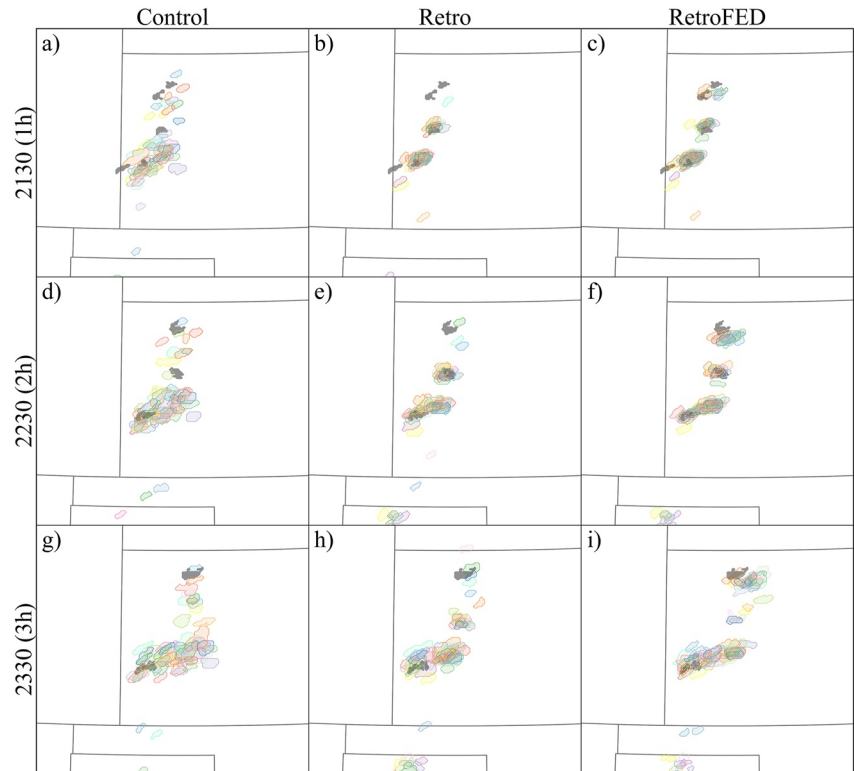 Control Retro RetroFED
a) b) c)
2130 (1h)
d) e) f)
2230 (2h)
g) h) i)
2330 (3h)